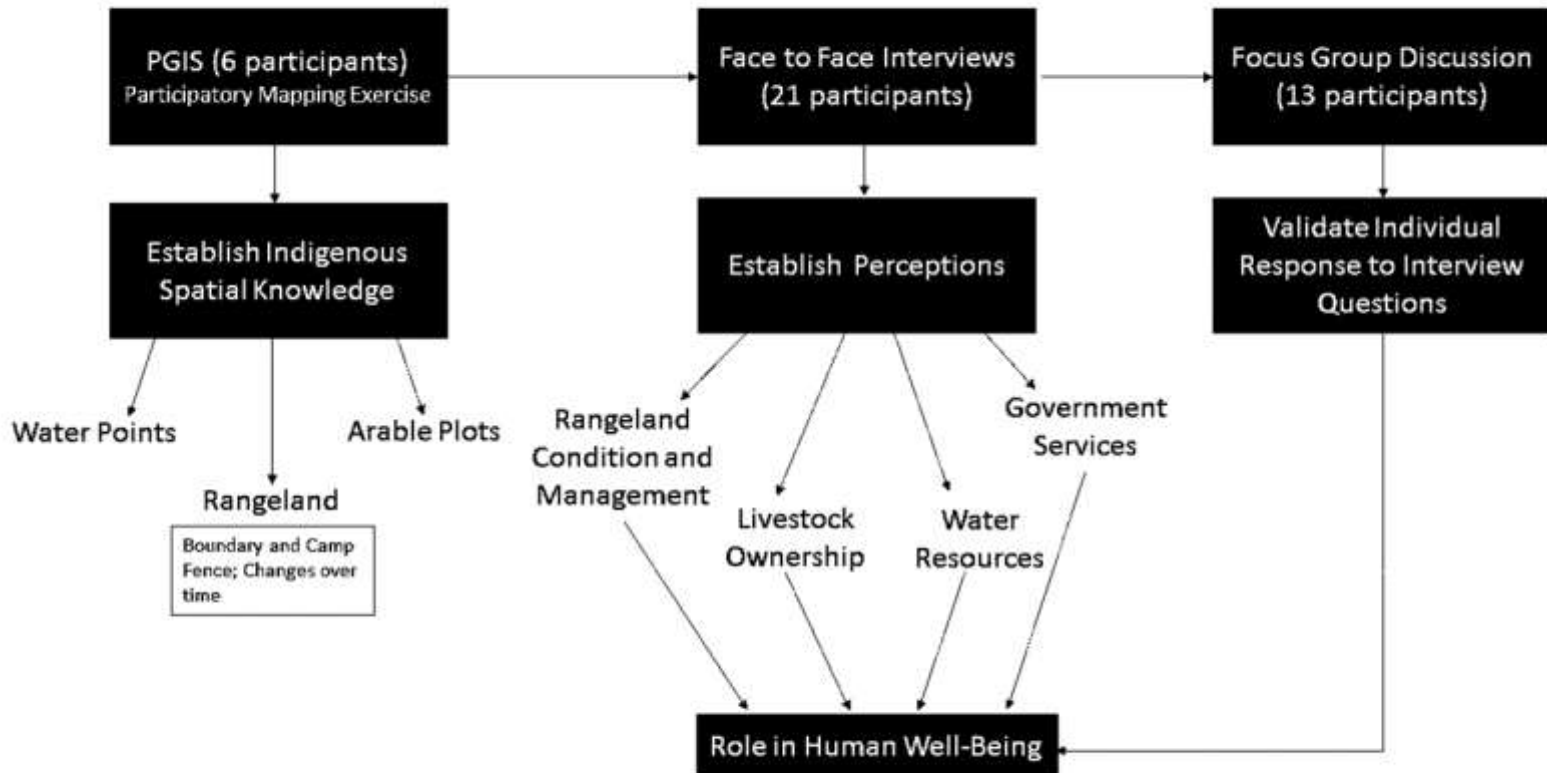 PGIS (6 participants)
Participatory Mapping Exercise
Face to Face Interviews
(21 participants)
Focus Group Discussion
(13 participants)
Establish Indigenous
Spatial Knowledge
Establish Perceptions
Validate Individual
Response to Interview
Questions
Water Points
Arable Plots
Rangeland
Boundary and Camp
Fence; Changes over
time
Rangeland
Condition and
Management
Livestock
Ownership
Water
Resources
Government
Services
Role in Human Well-Being